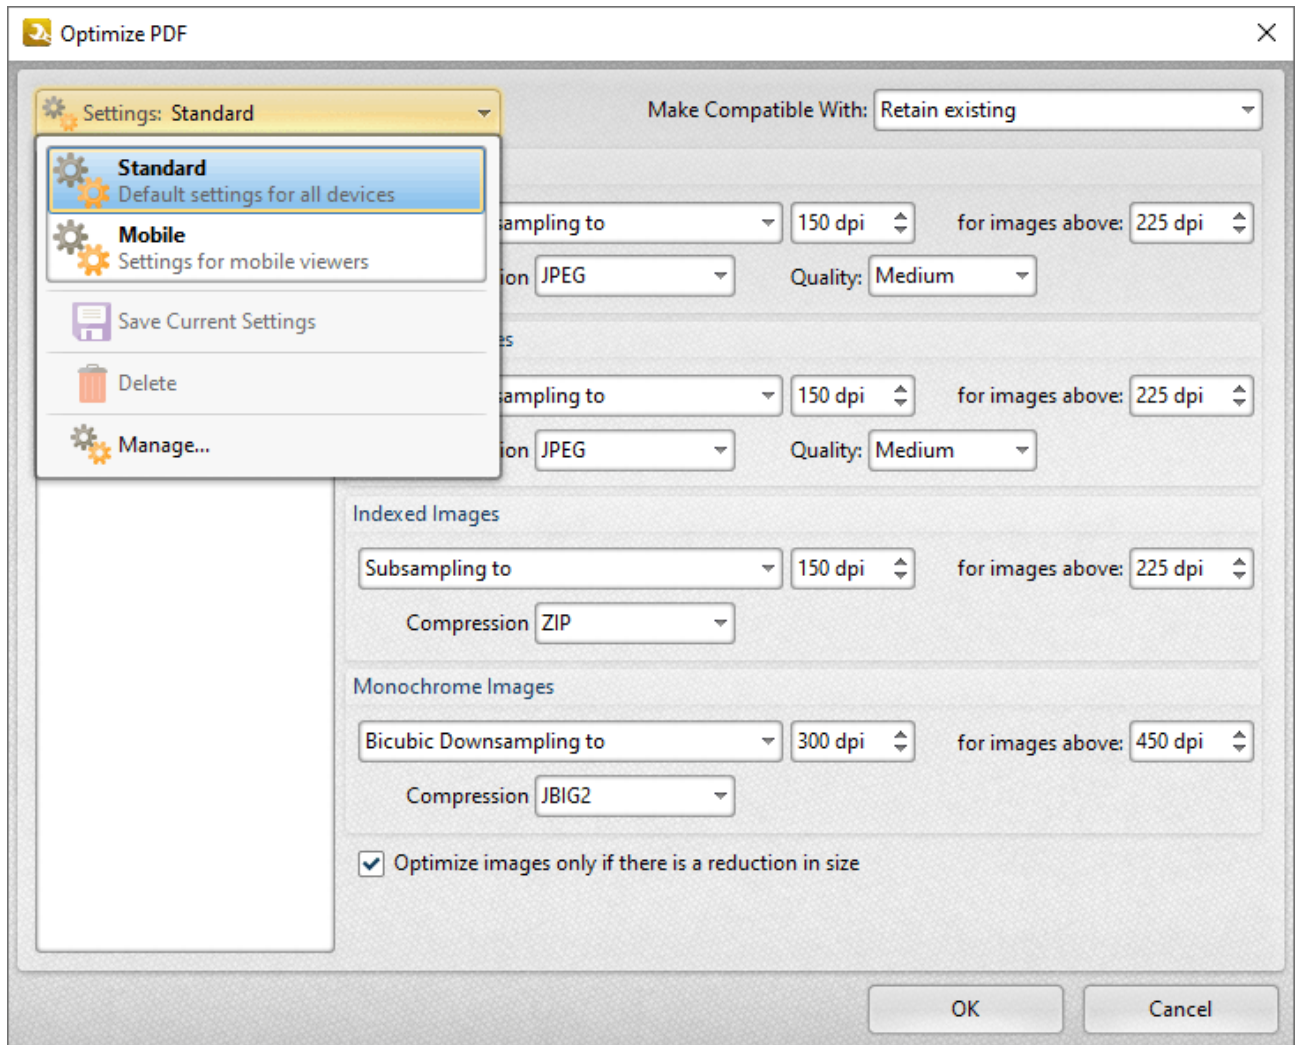 Optimize PDF
Settings: Standard
Make Compatible With: Retain existing
Standard
Default settings for all devices
Mobile
Settings for mobile viewers
Save Current Settings
Delete
Manage...
sampling to 150 dpi for images above: 225 dpi
ion JPEG Quality: Medium
es
sampling to 150 dpi for images above: 225 dpi
ion JPEG Quality: Medium
Indexed Images
Subsampling to 150 dpi for images above: 225 dpi
Compression ZIP
Monochrome Images
Bicubic Downsampling to 300 dpi for images above: 450 dpi
Compression JBIG2
Optimize images only if there is a reduction in size
OK Cancel